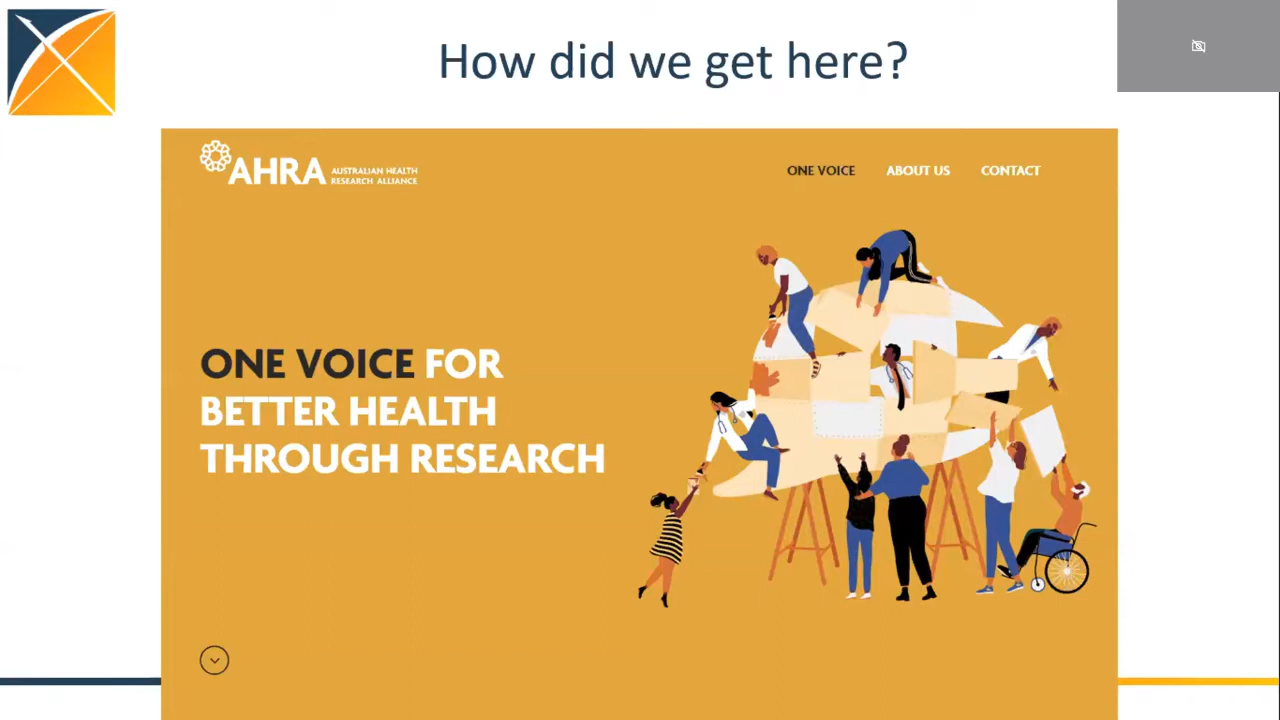 How did we get here?
AHRA AUSTRALIAN HEALTH
RESEARCH ALLIANCE
ONE VOICE ABOUT US CONTACT
ONE VOICE FOR
BETTER HEALTH
THROUGH RESEARCH